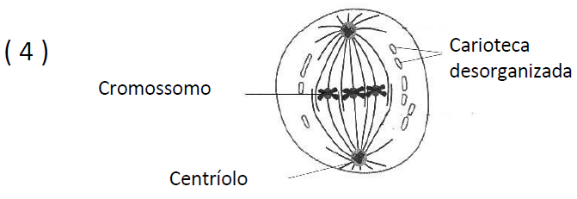 ( 4 )
Carioteca
desorganizada
Cromossomo
Centríolo